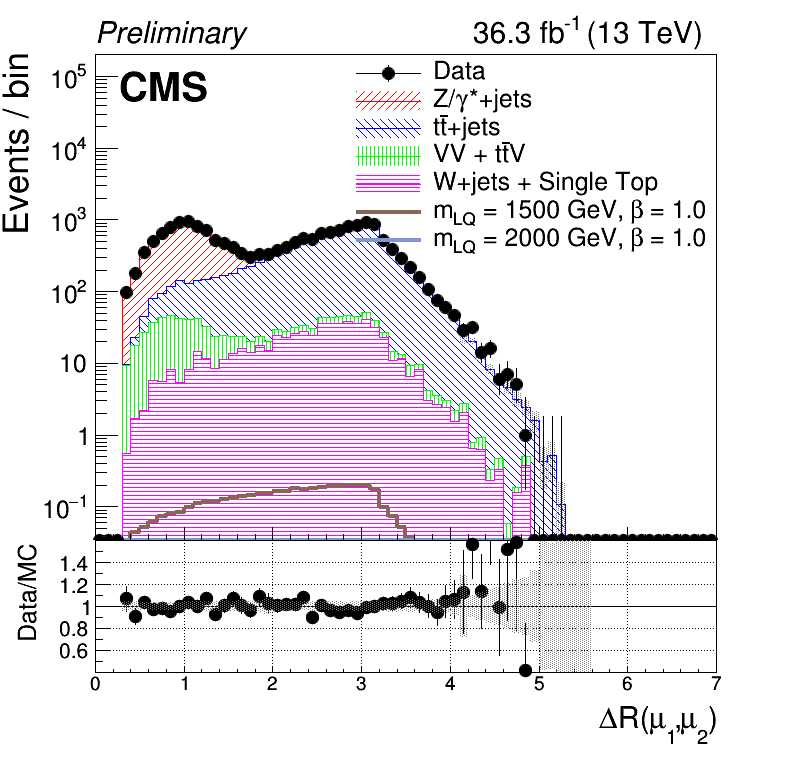 Preliminary 36.3 fb⁻¹ (13 TeV)
CMS
Events / bin
10⁵
10⁴
10³
10²
10
1
10⁻¹
Data
Z/γ*+jets
tt̄+jets
VV + tt̄V
W+jets + Single Top
m_LQ = 1500 GeV, β = 1.0
m_LQ = 2000 GeV, β = 1.0
Data/MC
1.4
1.2
1
0.8
0.6
0 1 2 3 4 5 6 7
ΔR(μ₁,μ₂)